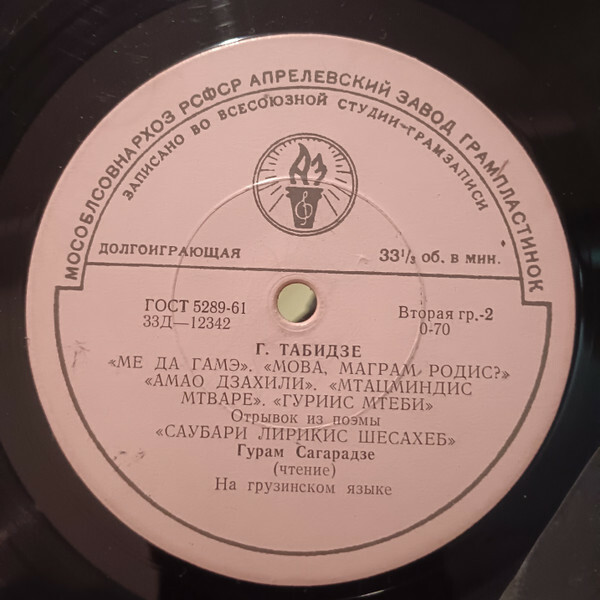 МОСОБЛСОВНАРХОЗ РСФСР АПРЕЛЕВСКИЙ ЗАВОД ГРАМПЛАСТИНОК
ЗАПИСАНО ВО ВСЕСОЮЗНОЙ СТУДИИ ГРАМЗАПИСИ
АЗ
ДОЛГОИГРАЮЩАЯ 33⅓ об. в мин.
ГОСТ 5289-61 Вторая гр.-2
33Д—12342 0-70
Г. ТАБИДЗЕ
«МЕ ДА ГАМЭ». «МОВА, МАГРАМ РОДИС?»
«АМАО ДЗАХИЛИ». «МТАЦМИНДИС
МТВАРЕ». «ГУРИИС МТЕБИ»
Отрывок из поэмы
«САУБАРИ ЛИРИКИС ШЕСАХЕБ»
Гурам Сагарадзе
(чтение)
На грузинском языке